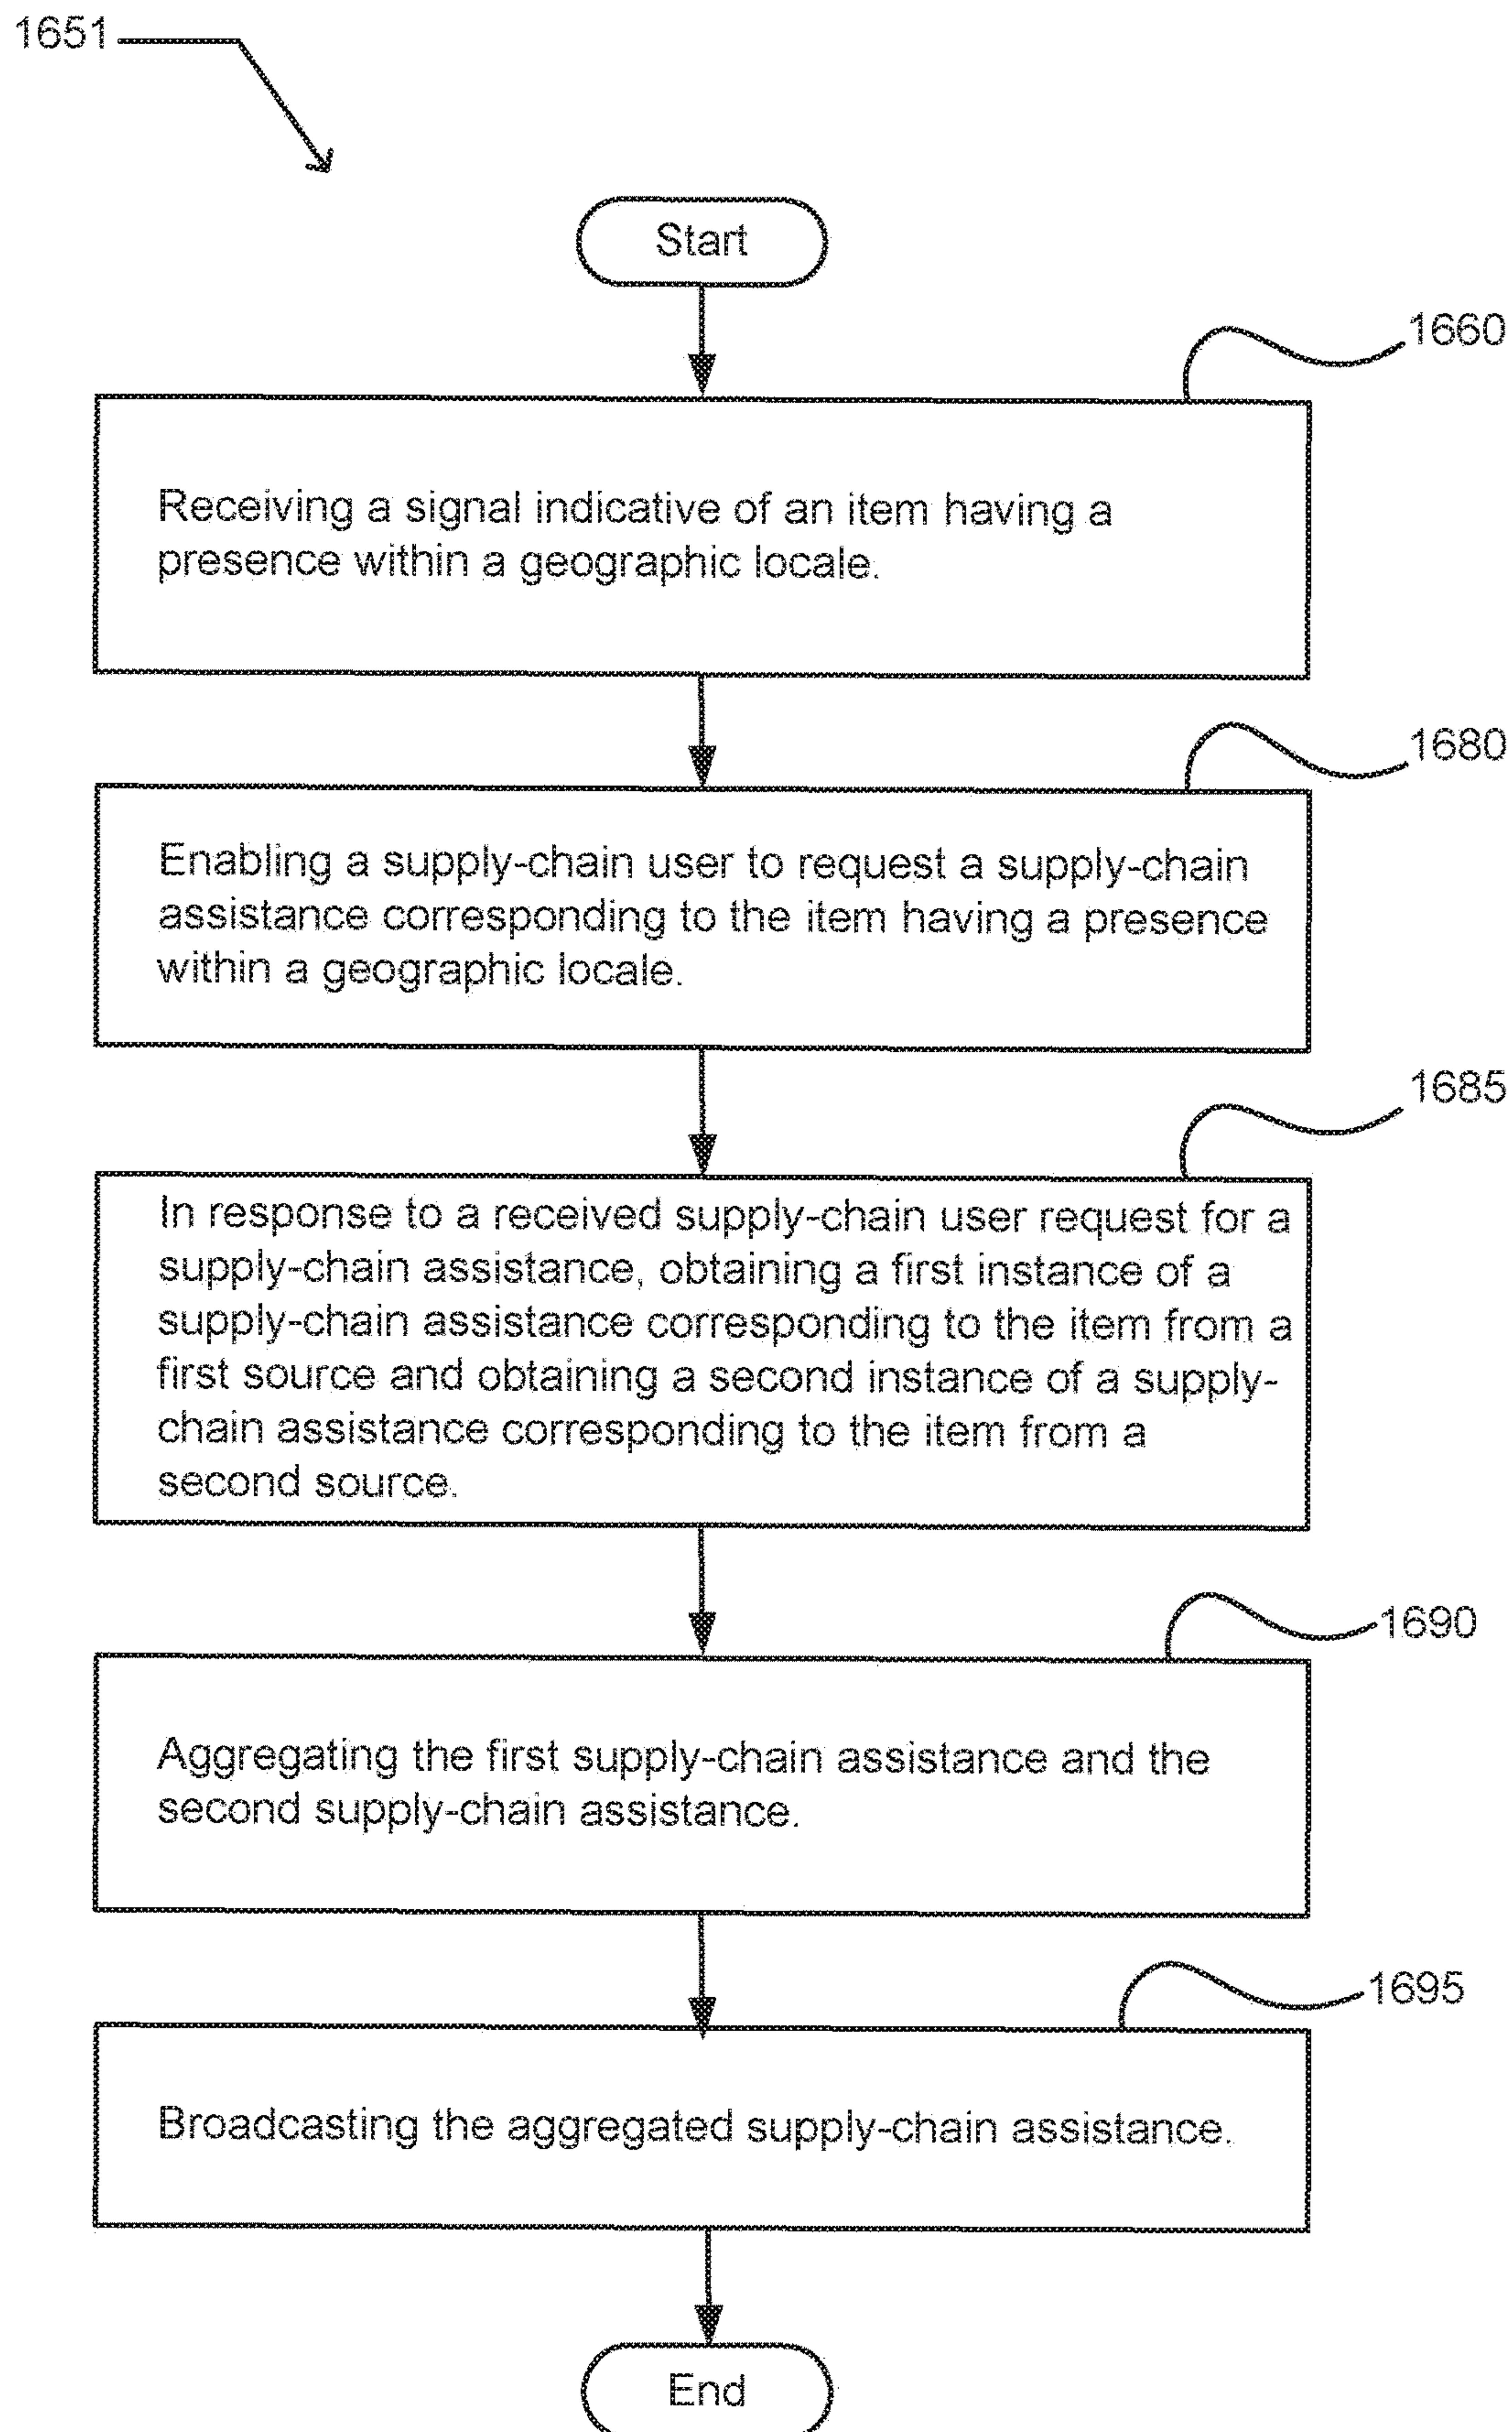 1651
Start
1660
Receiving a signal indicative of an item having a
presence within a geographic locale.
1680
Enabling a supply-chain user to request a supply-chain
assistance corresponding to the item having a presence
within a geographic locale.
1685
In response to a received supply-chain user request for a
supply-chain assistance, obtaining a first instance of a
supply-chain assistance corresponding to the item from a
first source and obtaining a second instance of a supply-
chain assistance corresponding to the item from a
second source.
1690
Aggregating the first supply-chain assistance and the
second supply-chain assistance.
1695
Broadcasting the aggregated supply-chain assistance.
End